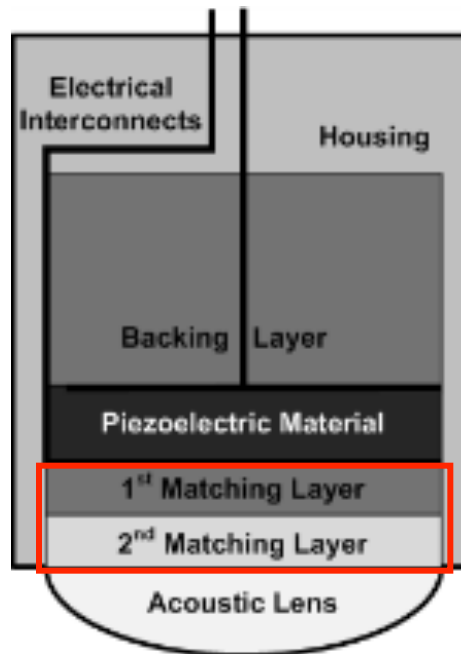 Electrical
Interconnects
Housing
Backing Layer
Piezoelectric Material
1st Matching Layer
2nd Matching Layer
Acoustic Lens